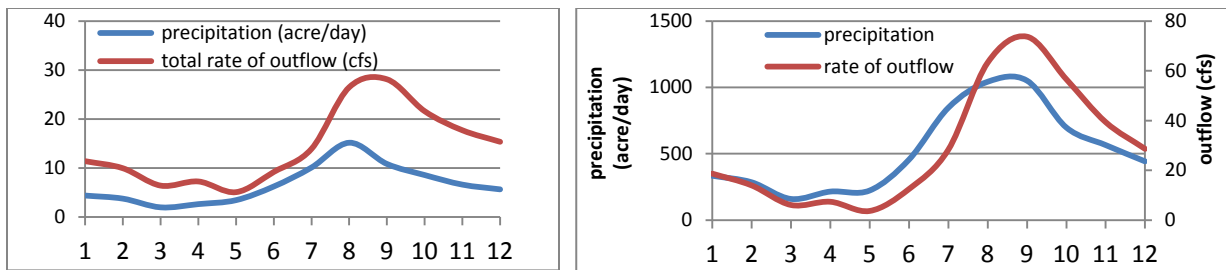 40
30
20
10
0
precipitation (acre/day)
total rate of outflow (cfs)
1 2 3 4 5 6 7 8 9 10 11 12
precipitation
(acre/day)
1500
1000
500
0
precipitation
rate of outflow
80
60
40
20
0
outflow (cfs)
1 2 3 4 5 6 7 8 9 10 11 12